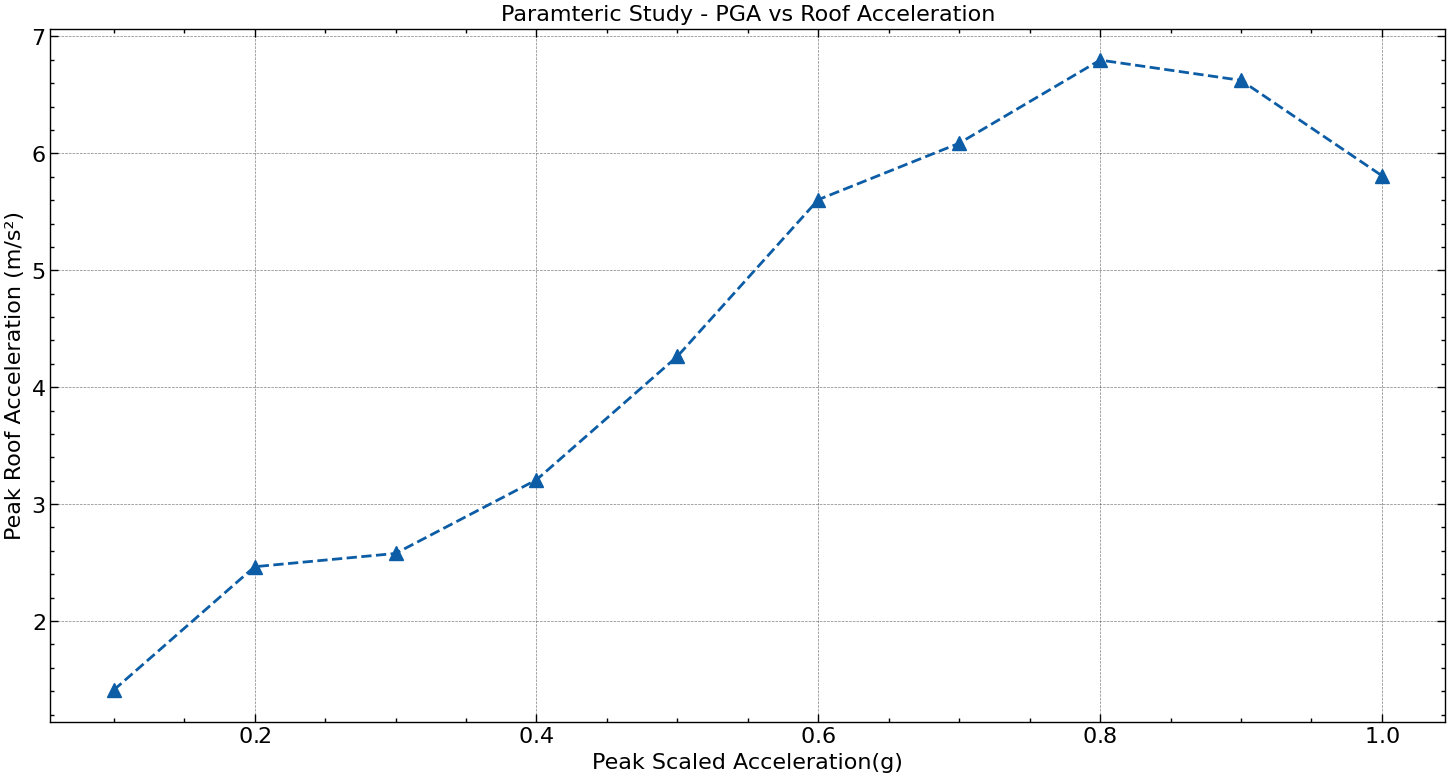 Paramteric Study - PGA vs Roof Acceleration
Peak Roof Acceleration (m/s²)
7
6
5
4
3
2
0.2 0.4 0.6 0.8 1.0
Peak Scaled Acceleration(g)